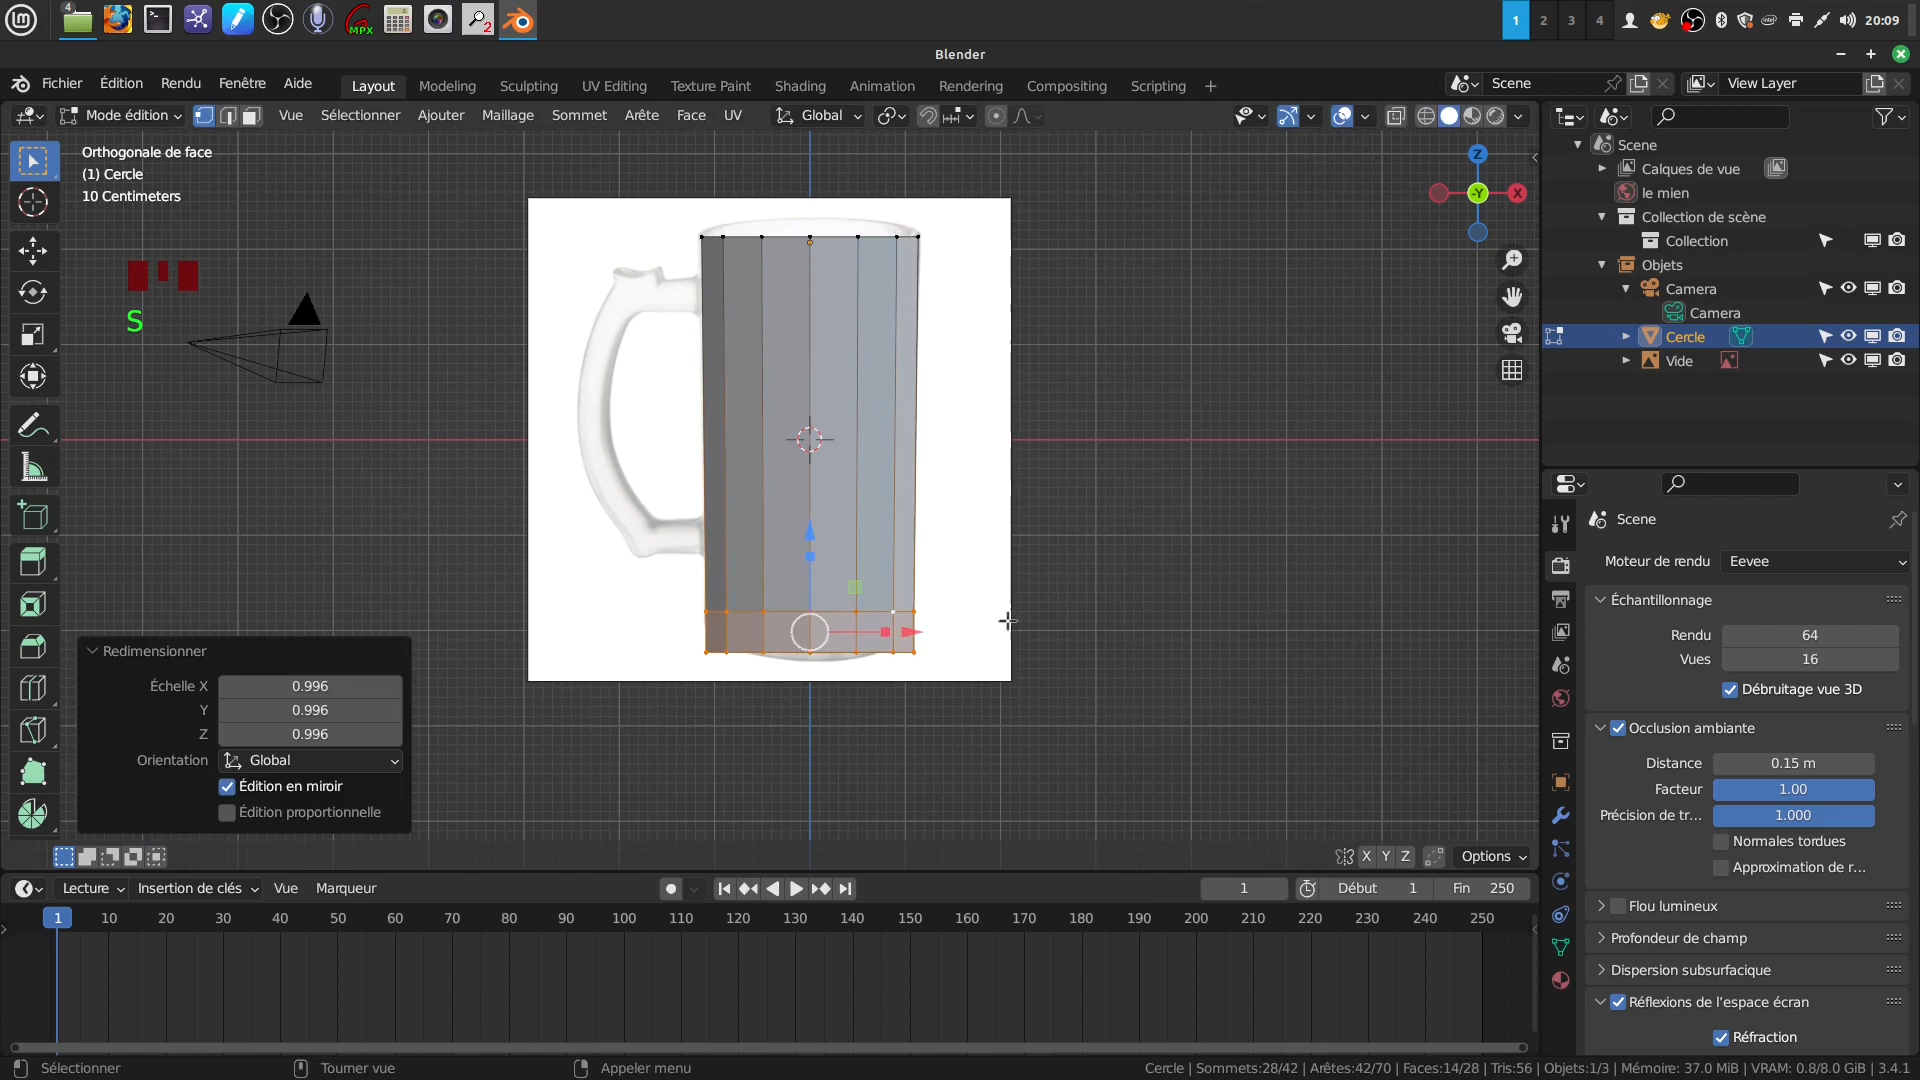 4
MPX
2
1
2
3
4
20:09
Blender
Fichier
Édition
Rendu
Fenêtre
Aide
Layout
Modeling
Sculpting
UV Editing
Texture Paint
Shading
Animation
Rendering
Compositing
Scripting
+
Scene
View Layer
Mode édition
Vue
Sélectionner
Ajouter
Maillage
Sommet
Arête
Face
UV
Global
Orthogonale de face
(1) Cercle
10 Centimeters
S
Z
-Y
X
Redimensionner
Échelle X 0.996
Y 0.996
Z 0.996
Orientation Global
Édition en miroir
Édition proportionnelle
X Y Z
Options
Scene
Calques de vue
le mien
Collection de scène
Collection
Objets
Camera
Camera
Cercle
Vide
Scene
Moteur de rendu Eevee
Échantillonnage
Rendu 64
Vues 16
Débruitage vue 3D
Occlusion ambiante
Distance 0.15 m
Facteur 1.00
Précision de tr... 1.000
Normales tordues
Approximation de r...
Flou lumineux
Profondeur de champ
Dispersion subsurfacique
Réflexions de l'espace écran
Réfraction
Lecture
Insertion de clés
Vue
Marqueur
1
Début 1
Fin 250
1 10 20 30 40 50 60 70 80 90 100 110 120 130 140 150 160 170 180 190 200 210 220 230 240 250
Sélectionner
Tourner vue
Appeler menu
Cercle | Sommets:28/42 | Arêtes:42/70 | Faces:14/28 | Tris:56 | Objets:1/3 | Mémoire: 37.0 MiB | VRAM: 0.8/8.0 GiB | 3.4.1